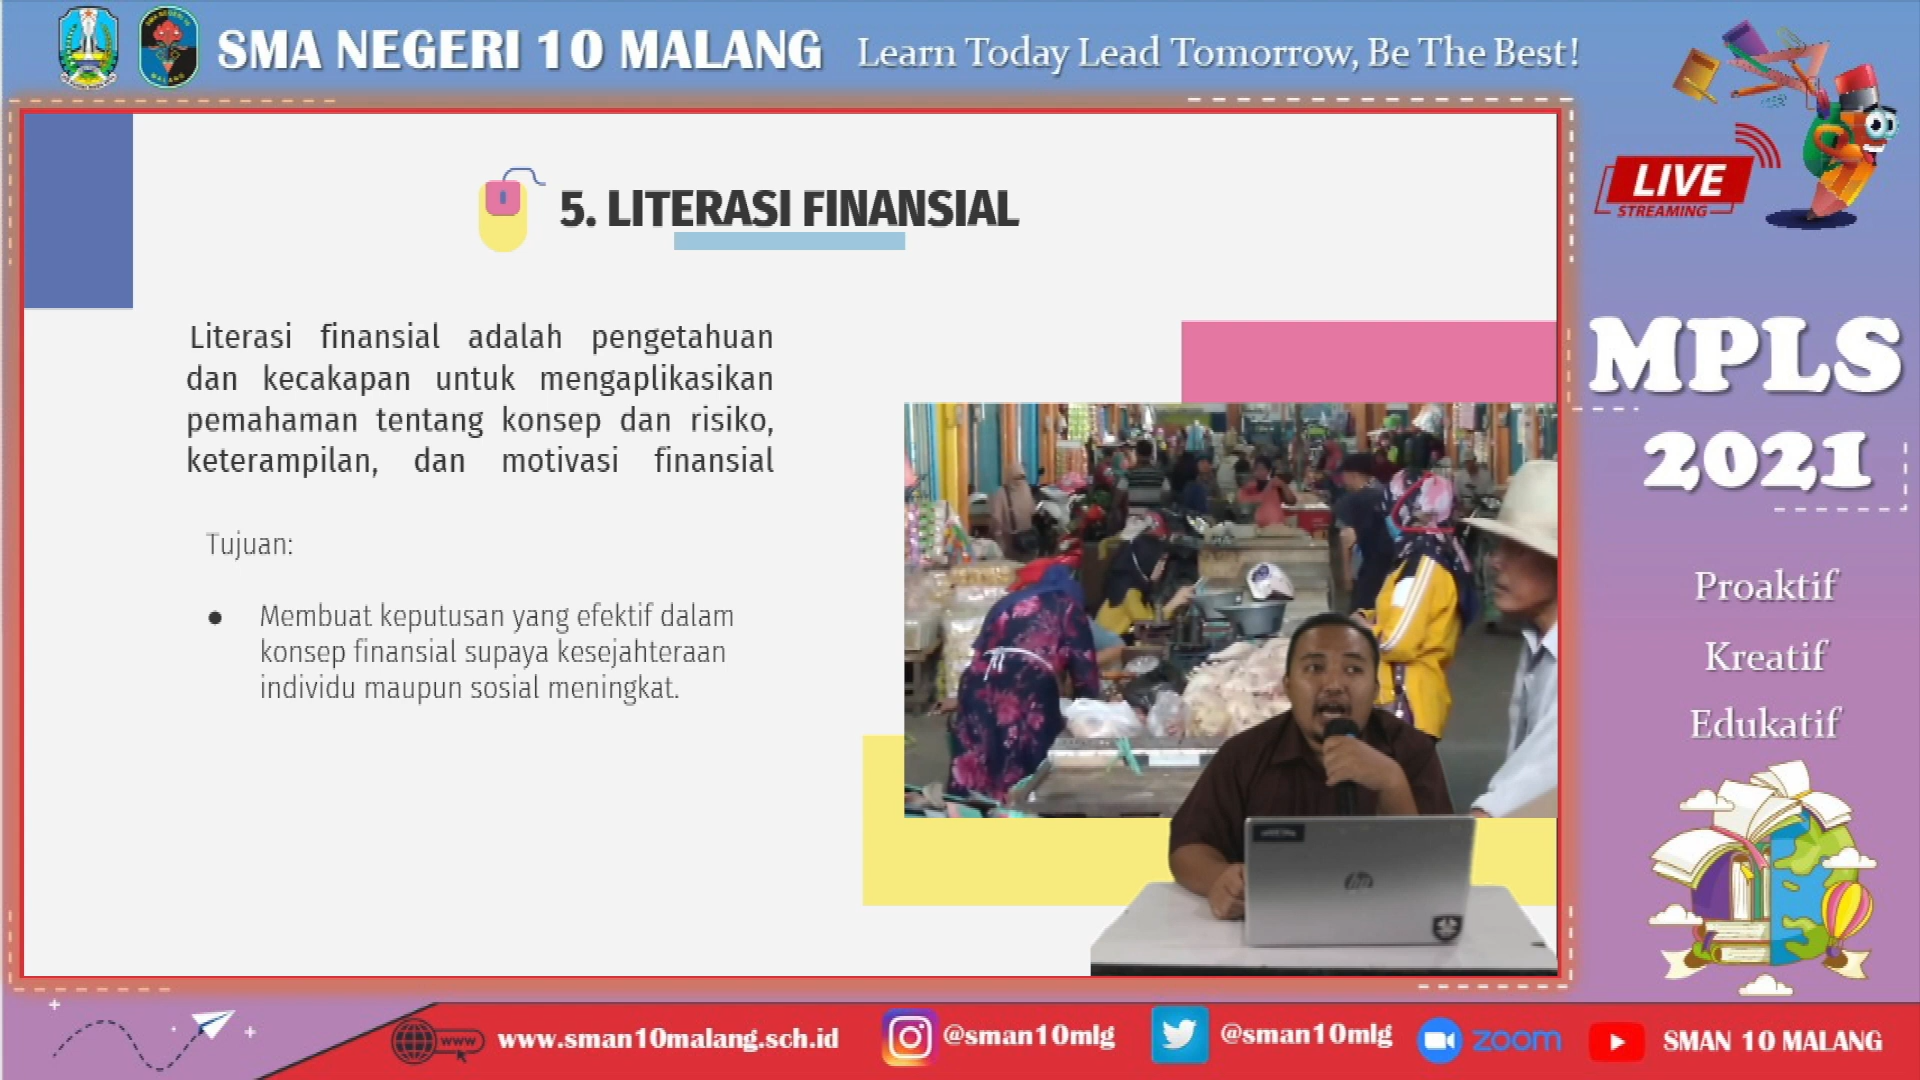 SMA NEGERI 10 MALANG Learn Today Lead Tomorrow, Be The Best!
LIVE
STREAMING
5. LITERASI FINANSIAL
Literasi finansial adalah pengetahuan
dan kecakapan untuk mengaplikasikan
pemahaman tentang konsep dan risiko,
keterampilan, dan motivasi finansial
Tujuan:
● Membuat keputusan yang efektif dalam
konsep finansial supaya kesejahteraan
individu maupun sosial meningkat.
hp
MPLS
2021
Proaktif
Kreatif
Edukatif
www
www.sman10malang.sch.id
@sman10mlg
@sman10mlg
zoom
SMAN 10 MALANG